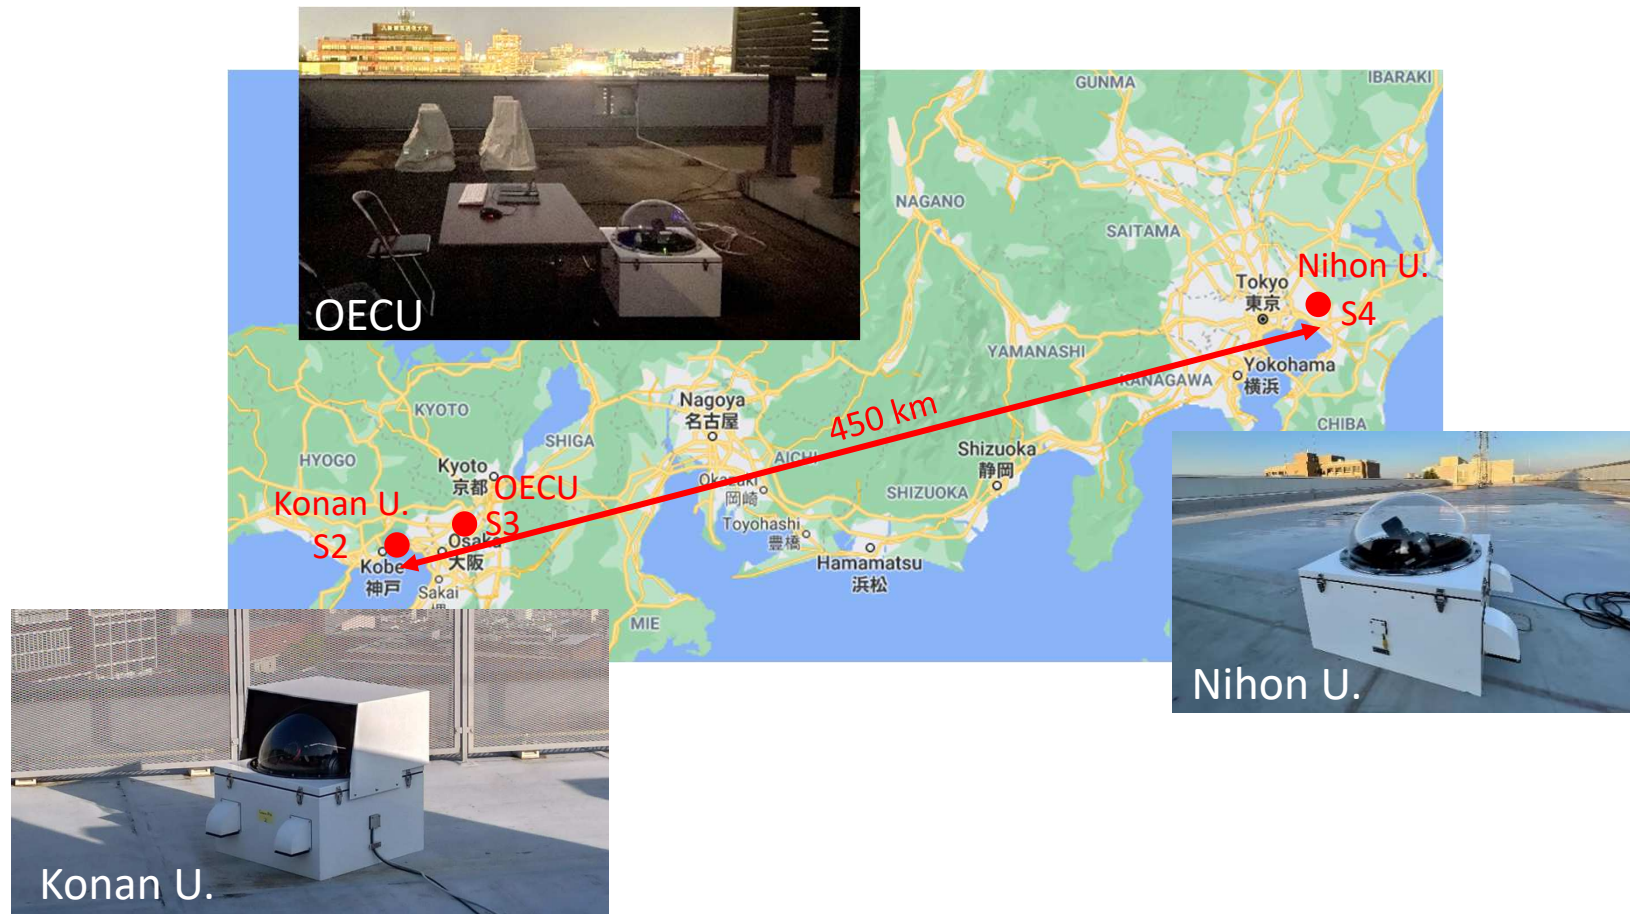 OECU
GUNMA
IBARAKI
NAGANO
SAITAMA
Nihon U.
Tokyo
東京
S4
YAMANASHI
KANAGAWA
Yokohama
横浜
CHIBA
450 km
Nagoya
名古屋
KYOTO
SHIGA
AICHI
Shizuoka
静岡
HYOGO
Kyoto
京都
OECU
S3
Okazaki
岡崎
SHIZUOKA
Konan U.
S2
Toyohashi
豊橋
Osaka
大阪
Kobe
神戸
Hamamatsu
浜松
Sakai
MIE
Nihon U.
Konan U.